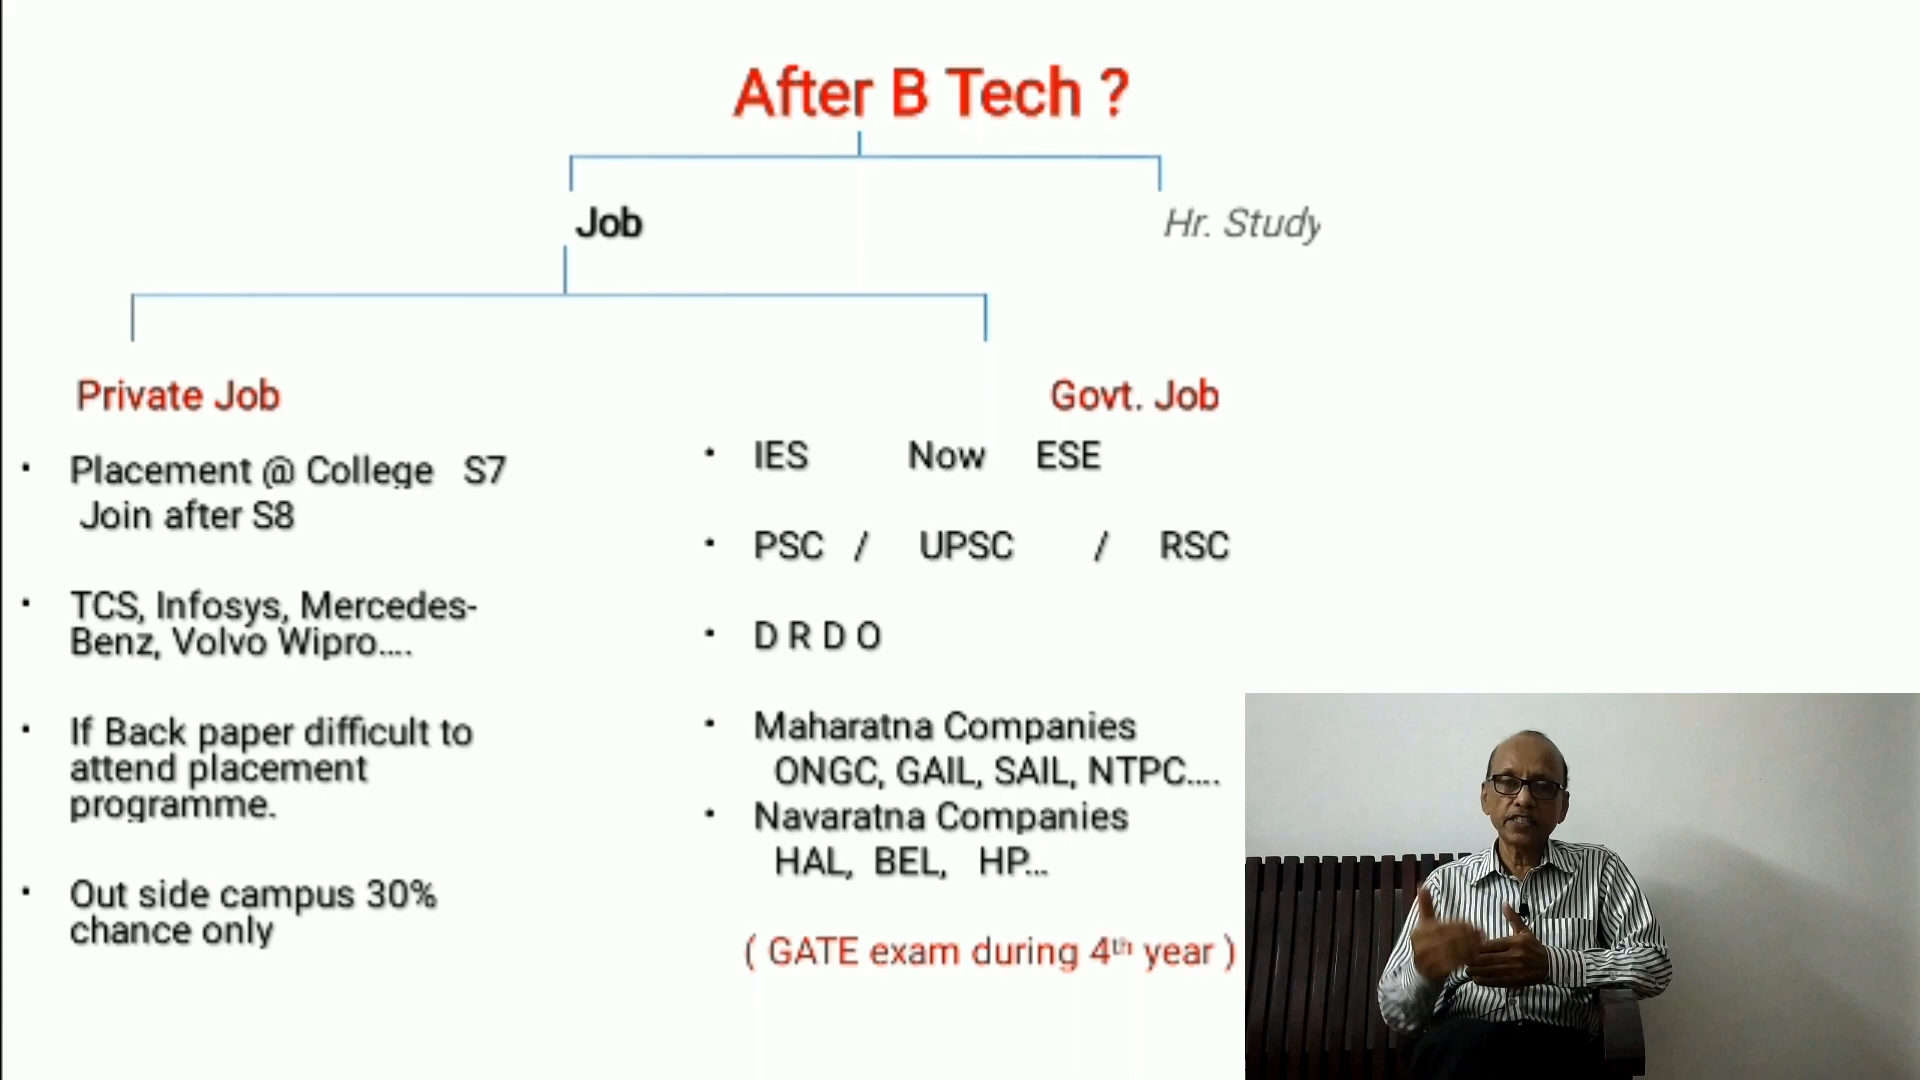 After B Tech ?
Job
Hr. Study
Private Job
• Placement @ College S7
Join after S8
• TCS, Infosys, Mercedes-
Benz, Volvo Wipro....
• If Back paper difficult to
attend placement
programme.
• Out side campus 30%
chance only
Govt. Job
• IES Now ESE
• PSC / UPSC / RSC
• D R D O
• Maharatna Companies
ONGC, GAIL, SAIL, NTPC....
• Navaratna Companies
HAL, BEL, HP...
( GATE exam during 4th year )